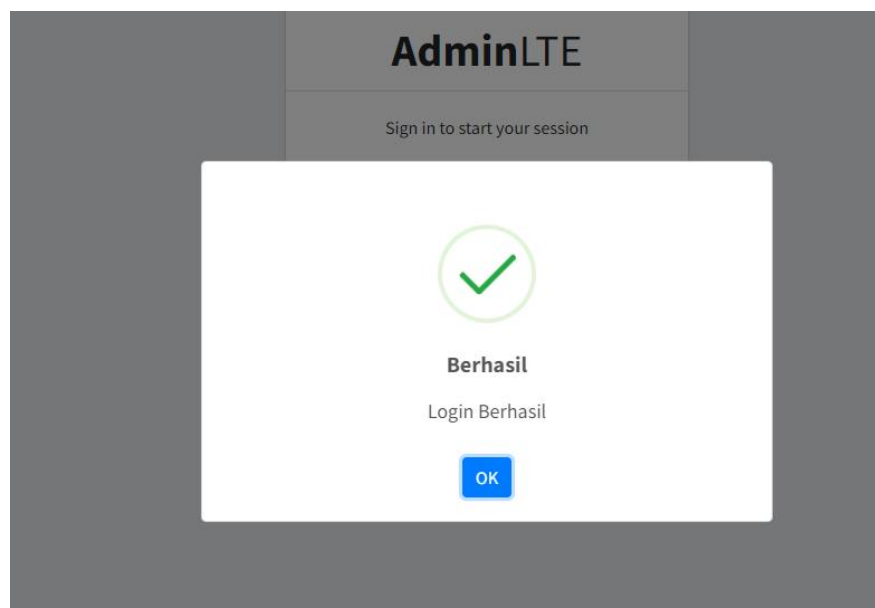 AdminLTE
Sign in to start your session
Berhasil
Login Berhasil
OK